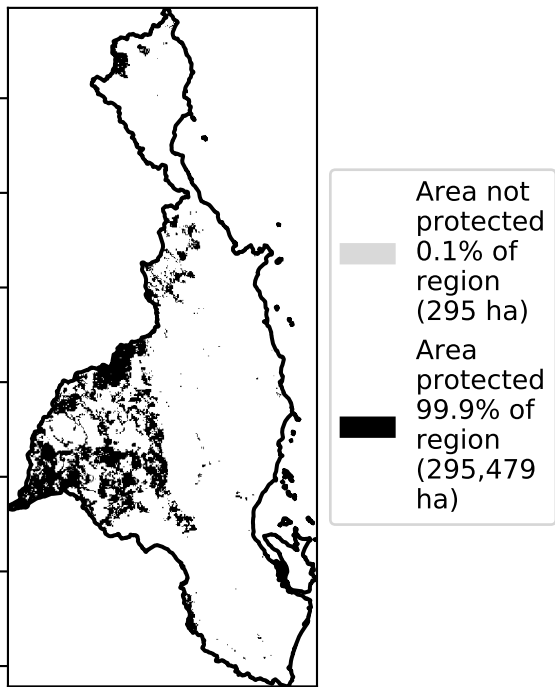 Area not
protected
0.1% of
region
(295 ha)
Area
protected
99.9% of
region
(295,479
ha)